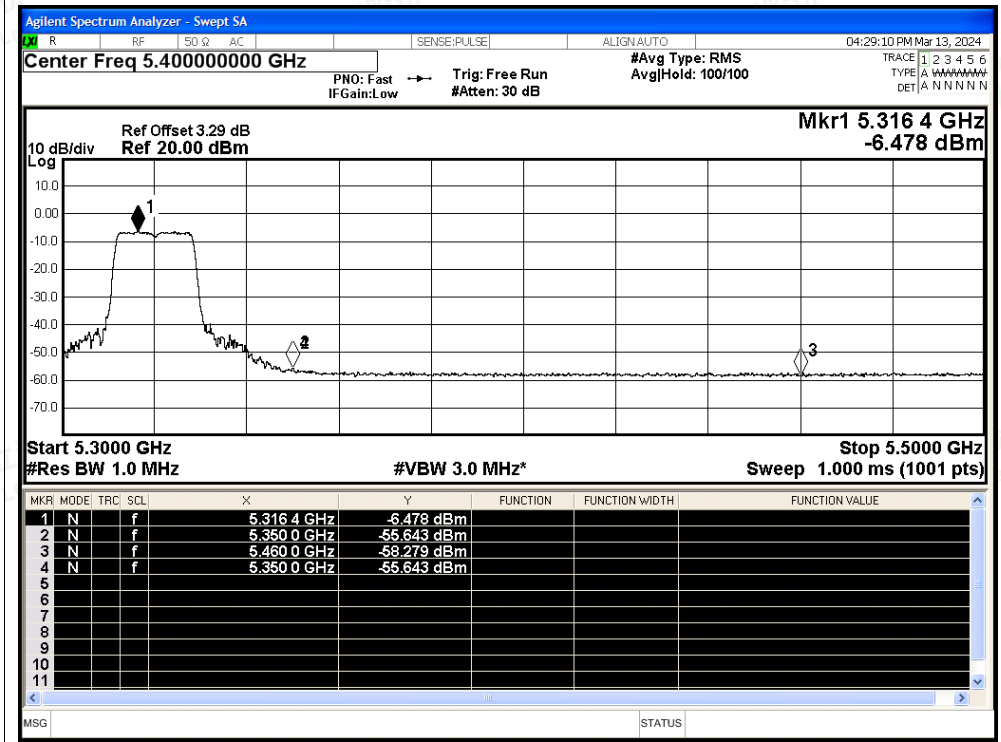 Agilent Spectrum Analyzer - Swept SA
LXI R RF 50 Ω AC SENSE:PULSE ALIGN AUTO 04:29:10 PM Mar 13, 2024
Center Freq 5.400000000 GHz
PNO: Fast
IFGain:Low
Trig: Free Run
#Atten: 30 dB
#Avg Type: RMS
Avg|Hold: 100/100
TRACE 1 2 3 4 5 6
TYPE A WWWWW
DET A N N N N N
Mkr1 5.316 4 GHz
-6.478 dBm
Ref Offset 3.29 dB
10 dB/div Ref 20.00 dBm
Log
10.0
0.00
-10.0
-20.0
-30.0
-40.0
-50.0
-60.0
-70.0
1
2
3
Start 5.3000 GHz Stop 5.5000 GHz
#Res BW 1.0 MHz #VBW 3.0 MHz* Sweep 1.000 ms (1001 pts)
MKR MODE TRC SCL X Y FUNCTION FUNCTION WIDTH FUNCTION VALUE
1 N f 5.316 4 GHz -6.478 dBm
2 N f 5.350 0 GHz -55.643 dBm
3 N f 5.460 0 GHz -58.279 dBm
4 N f 5.350 0 GHz -55.643 dBm
5
6
7
8
9
10
11
MSG STATUS